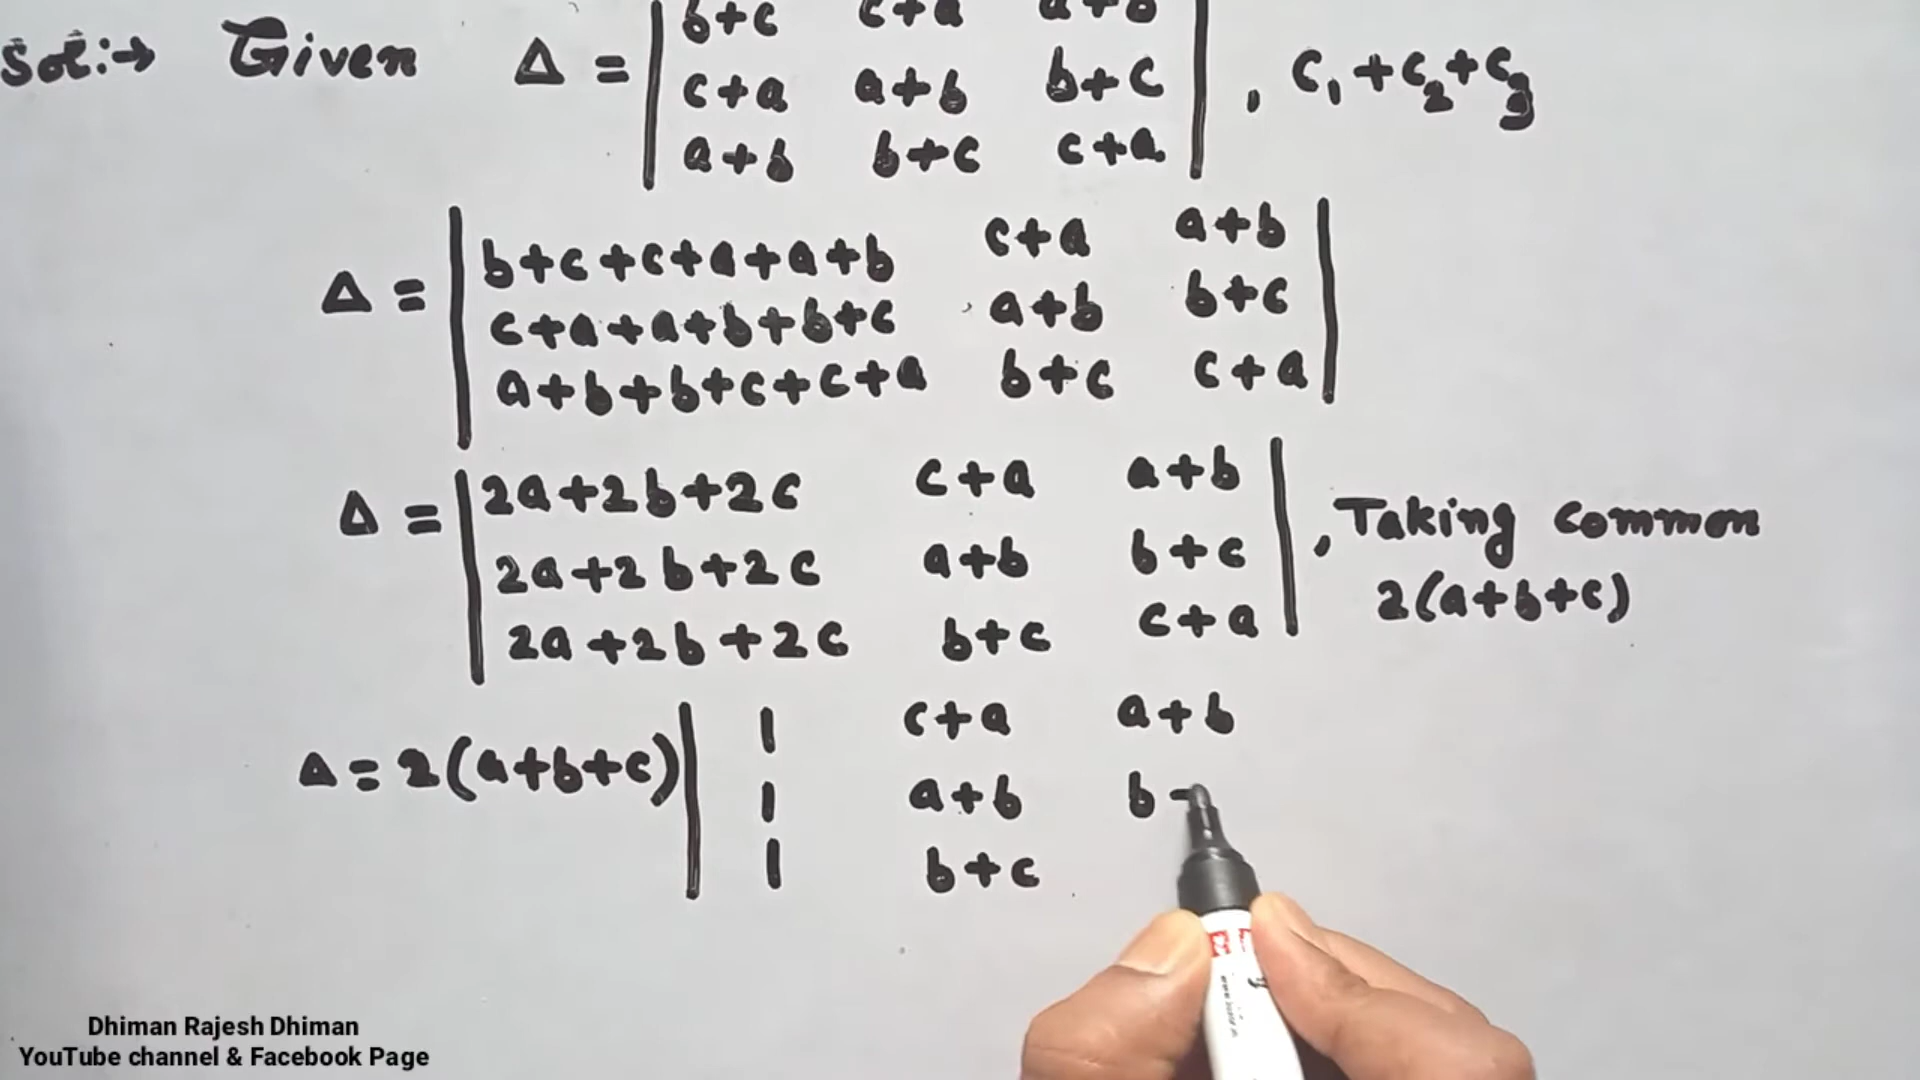 Sol:→ Given Δ = | b+c c+a a+b |
| c+a a+b b+c | , C₁+C₂+C₃
| a+b b+c c+a |
Δ = | b+c+c+a+a+b c+a a+b |
| c+a+a+b+b+c a+b b+c |
| a+b+b+c+c+a b+c c+a |
Δ = | 2a+2b+2c c+a a+b |
| 2a+2b+2c a+b b+c | , Taking common
| 2a+2b+2c b+c c+a | 2(a+b+c)
Δ = 2(a+b+c) | 1 c+a a+b
| 1 a+b b
| 1 b+c
Dhiman Rajesh Dhiman
YouTube channel & Facebook Page